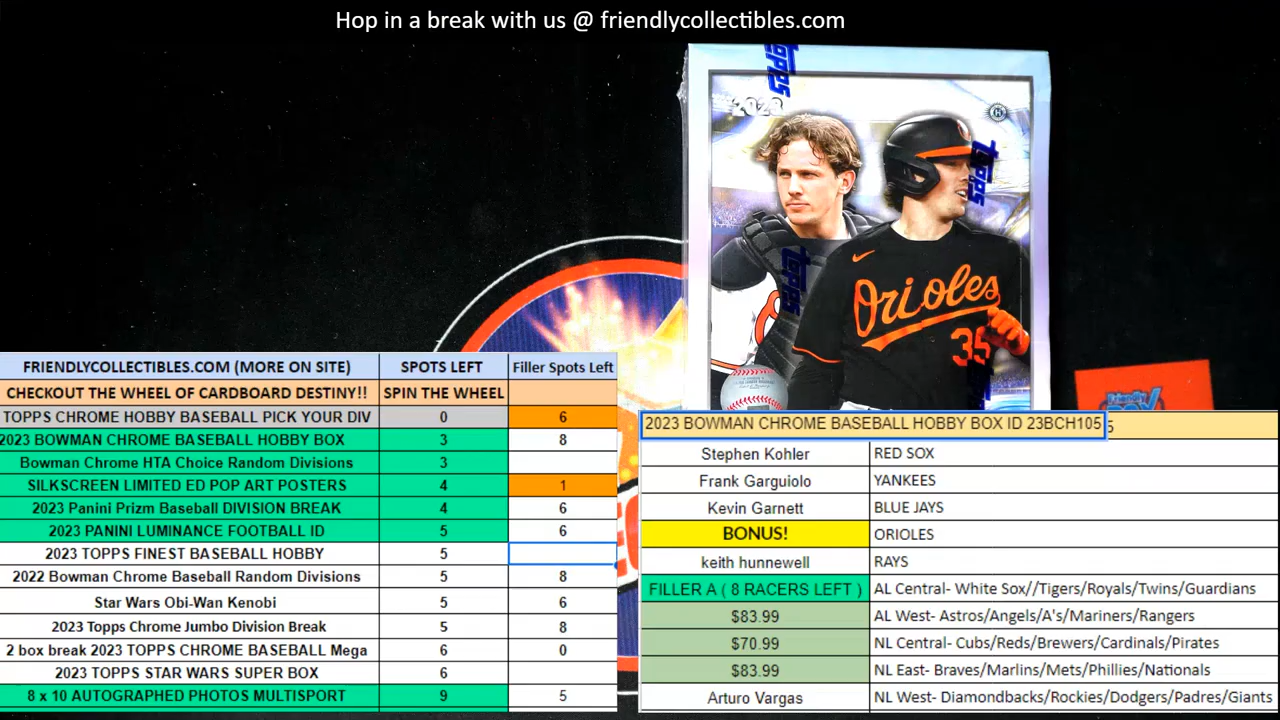 Hop in a break with us @ friendlycollectibles.com
topps
2023
topps
topps
Orioles
35
Friendly
BOX
FRIENDLYCOLLECTIBLES.COM (MORE ON SITE) SPOTS LEFT Filler Spots Left
CHECKOUT THE WHEEL OF CARDBOARD DESTINY!! SPIN THE WHEEL
TOPPS CHROME HOBBY BASEBALL PICK YOUR DIV 0 6
2023 BOWMAN CHROME BASEBALL HOBBY BOX 3 8
Bowman Chrome HTA Choice Random Divisions 3
SILKSCREEN LIMITED ED POP ART POSTERS 4 1
2023 Panini Prizm Baseball DIVISION BREAK 4 6
2023 PANINI LUMINANCE FOOTBALL ID 5 6
2023 TOPPS FINEST BASEBALL HOBBY 5
2022 Bowman Chrome Baseball Random Divisions 5 8
Star Wars Obi-Wan Kenobi 5 6
2023 Topps Chrome Jumbo Division Break 5 8
2 box break 2023 TOPPS CHROME BASEBALL Mega 6 0
2023 TOPPS STAR WARS SUPER BOX 6
8 x 10 AUTOGRAPHED PHOTOS MULTISPORT 9 5
2023 BOWMAN CHROME BASEBALL HOBBY BOX ID 23BCH105 5
Stephen Kohler RED SOX
Frank Garguiolo YANKEES
Kevin Garnett BLUE JAYS
BONUS! ORIOLES
keith hunnewell RAYS
FILLER A ( 8 RACERS LEFT ) AL Central- White Sox//Tigers/Royals/Twins/Guardians
$83.99 AL West- Astros/Angels/A's/Mariners/Rangers
$70.99 NL Central- Cubs/Reds/Brewers/Cardinals/Pirates
$83.99 NL East- Braves/Marlins/Mets/Phillies/Nationals
Arturo Vargas NL West- Diamondbacks/Rockies/Dodgers/Padres/Giants